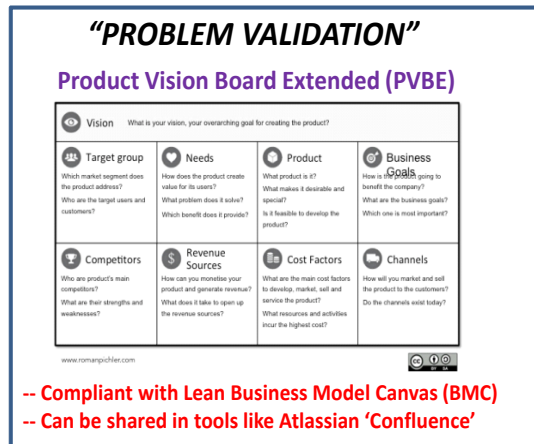 “PROBLEM VALIDATION”
Product Vision Board Extended (PVBE)
Vision What is your vision, your overarching goal for creating the product?
Target group
Which market segment does
the product address?
Who are the target users and
customers?
Needs
How does the product create
value for its users?
What problem does it solve?
Which benefit does it provide?
Product
What product is it?
What makes it desirable and
special?
Is it feasible to develop the
product?
Business
Goals
How is the product going to
benefit the company?
What are the business goals?
Which one is most important?
Competitors
Who are product's main
competitors?
What are their strengths and
weaknesses?
Revenue
Sources
How can you monetise your
product and generate revenue?
What does it take to open up
the revenue sources?
Cost Factors
What are the main cost factors
to develop, market, sell and
service the product?
What resources and activities
incur the highest cost?
Channels
How will you market and sell
the product to the customers?
Do the channels exist today?
www.romanpichler.com
cc BY SA
-- Compliant with Lean Business Model Canvas (BMC)
-- Can be shared in tools like Atlassian ‘Confluence’